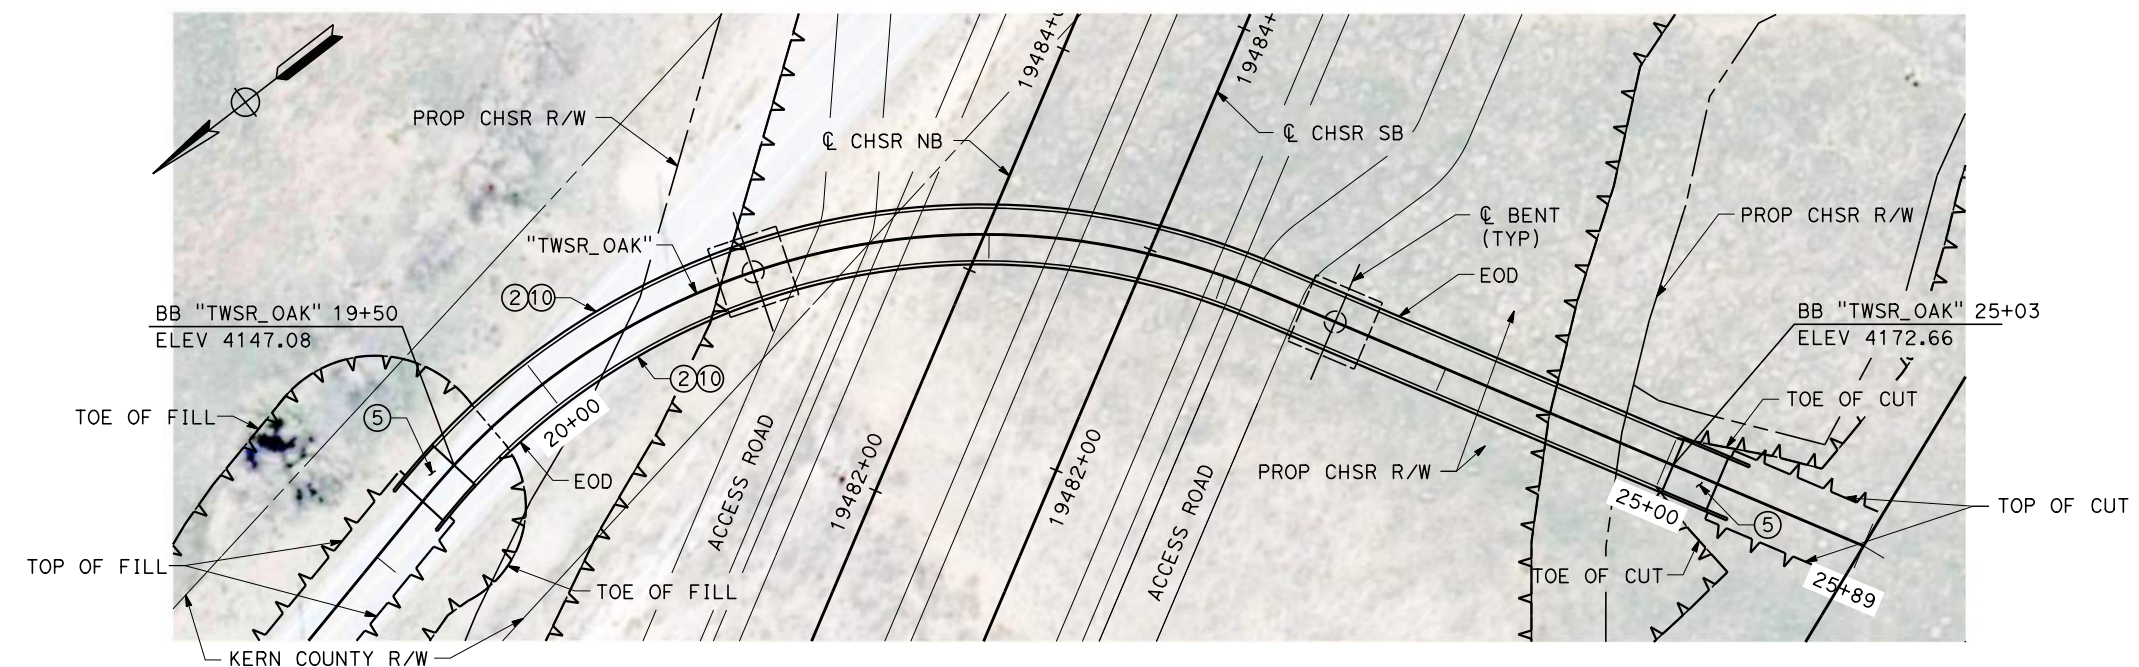 19484+
19484+
PROP CHSR R/W
℄ CHSR NB
℄ CHSR SB
"TWSR_OAK"
℄ BENT
(TYP)
PROP CHSR R/W
EOD
2 10
BB "TWSR_OAK" 19+50
ELEV 4147.08
BB "TWSR_OAK" 25+03
ELEV 4172.66
2 10
TOE OF FILL
5
20+00
TOE OF CUT
EOD
ACCESS ROAD
19482+00
19482+00
ACCESS ROAD
PROP CHSR R/W
25+00
5
TOP OF CUT
TOP OF FILL
TOE OF FILL
TOE OF CUT
25+89
KERN COUNTY R/W